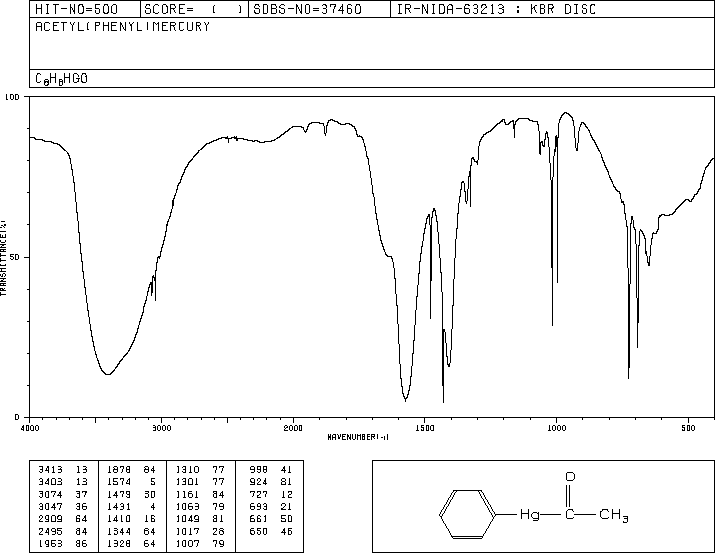 HIT-NO=500 SCORE= ( ) SDBS-NO=37460 IR-NIDA-63213 : KBR DISC
ACETYL(PHENYL)MERCURY
C8H8HGO
100
50
0
TRANSMITTANCE(%)
4000 3000 2000 1500 1000 500
WAVENUMBER(-1)
3413 13 1878 84 1310 77 998 41
3403 13 1574 5 1301 77 924 81
3074 37 1479 30 1161 84 727 12
3047 36 1431 4 1063 79 693 21
2909 64 1410 16 1049 81 661 50
2495 84 1344 64 1017 28 650 46
1953 86 1328 64 1007 79
O
Hg C CH3